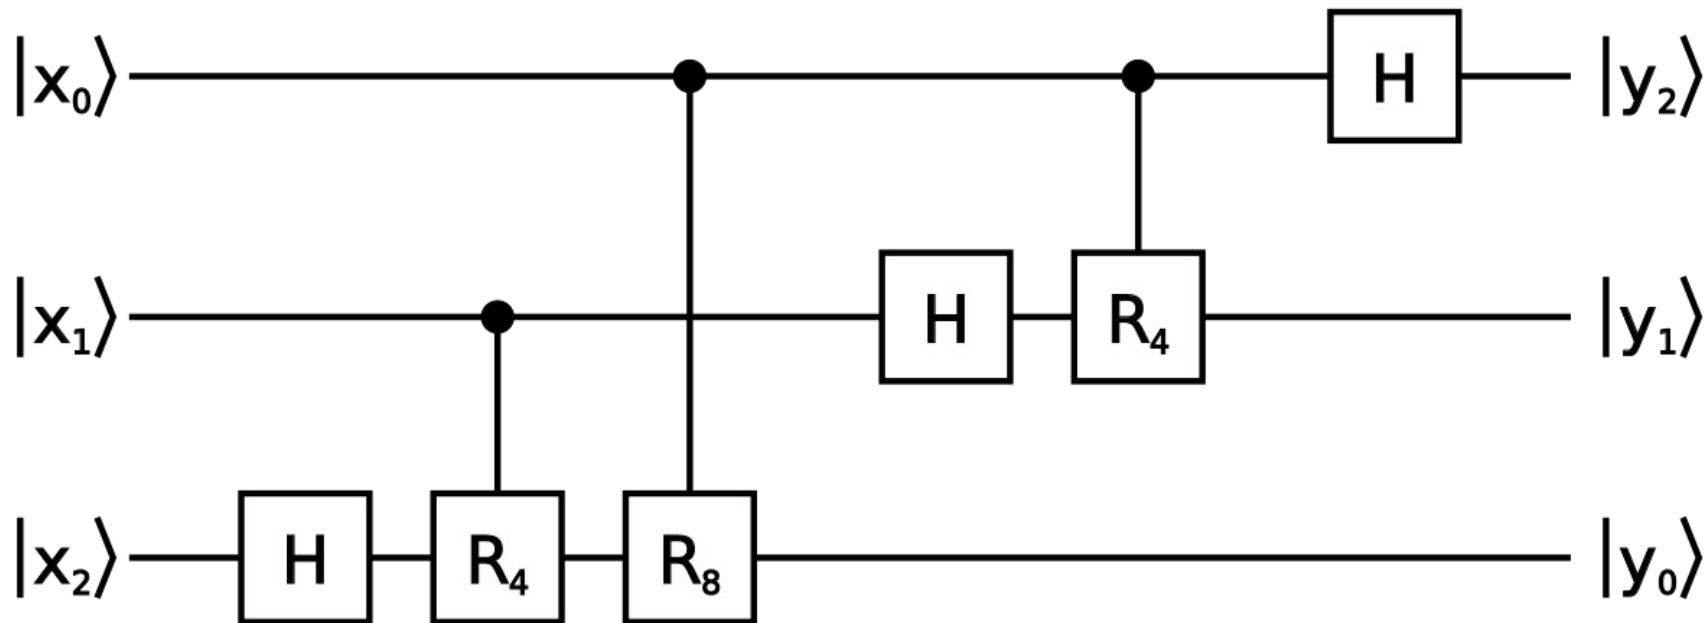 |x₀⟩ H |y₂⟩
|x₁⟩ H R₄ |y₁⟩
|x₂⟩ H R₄ R₈ |y₀⟩